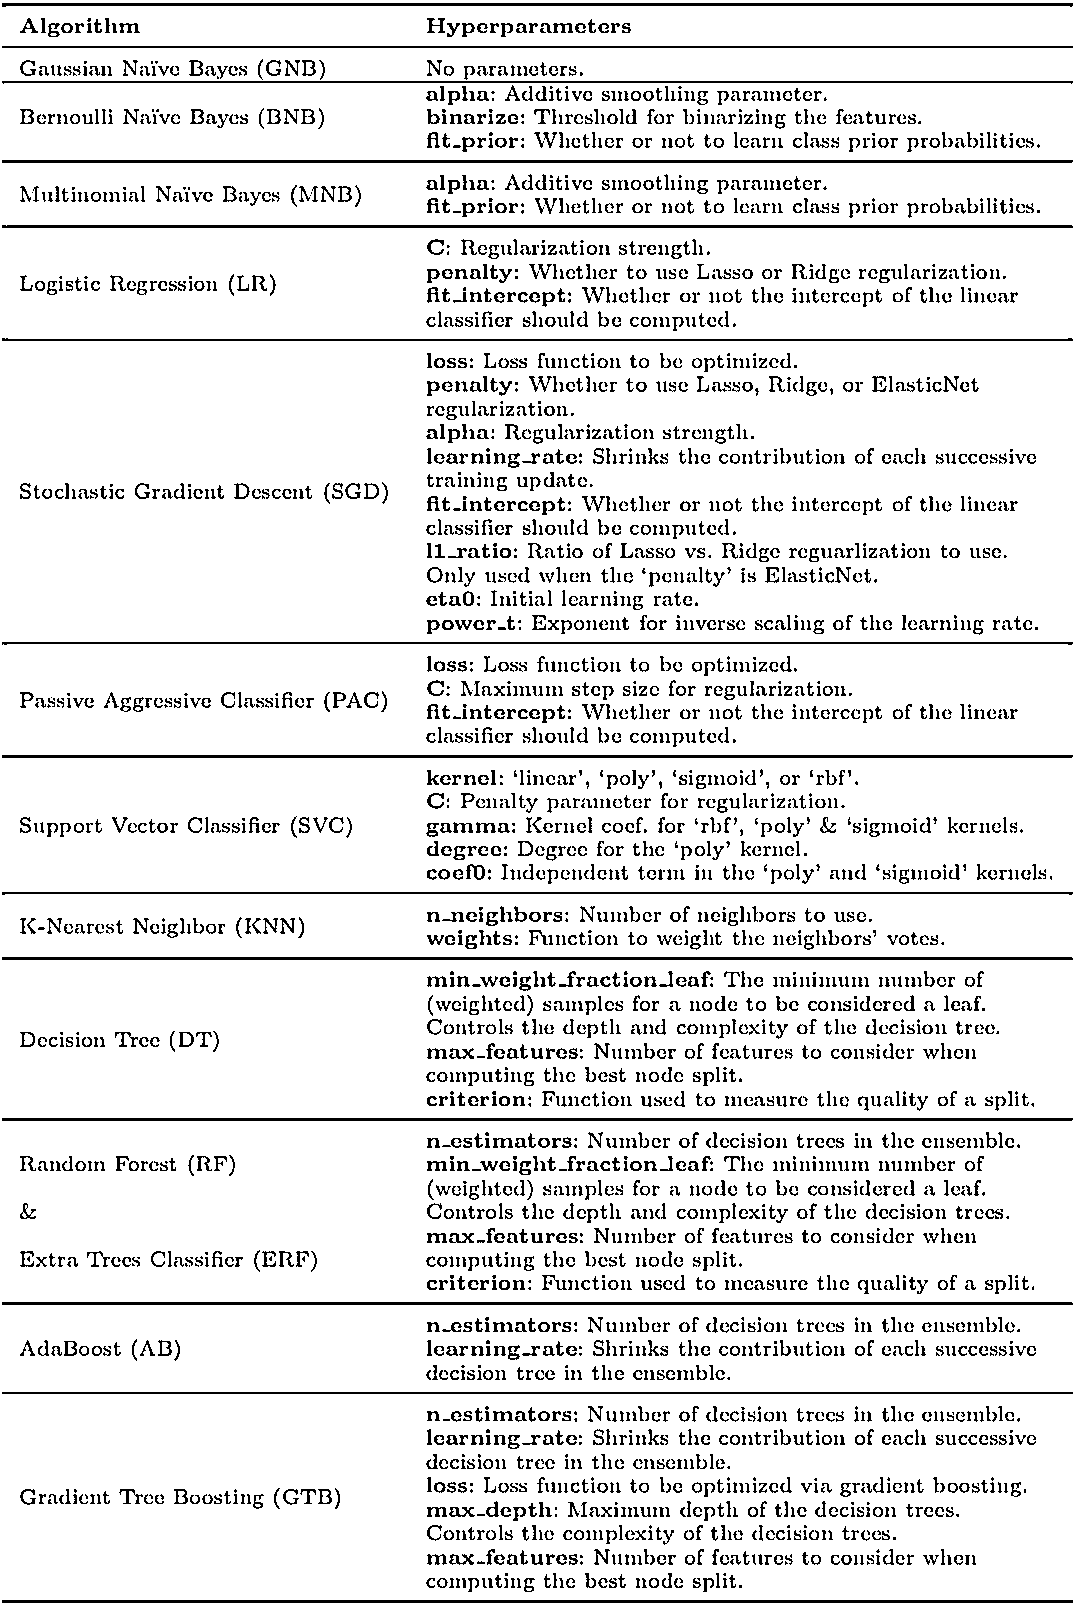 Algorithm Hyperparameters
Gaussian Naïve Bayes (GNB) No parameters.
alpha: Additive smoothing parameter.
Bernoulli Naïve Bayes (BNB) binarize: Threshold for binarizing the features.
fit_prior: Whether or not to learn class prior probabilities.
Multinomial Naïve Bayes (MNB)
alpha: Additive smoothing parameter.
fit_prior: Whether or not to learn class prior probabilities.
Logistic Regression (LR)
C: Regularization strength.
penalty: Whether to use Lasso or Ridge regularization.
fit_intercept: Whether or not the intercept of the linear
classifier should be computed.
Stochastic Gradient Descent (SGD)
loss: Loss function to be optimized.
penalty: Whether to use Lasso, Ridge, or ElasticNet
regularization.
alpha: Regularization strength.
learning_rate: Shrinks the contribution of each successive
training update.
fit_intercept: Whether or not the intercept of the linear
classifier should be computed.
l1_ratio: Ratio of Lasso vs. Ridge reguarlization to use.
Only used when the ‘penalty’ is ElasticNet.
eta0: Initial learning rate.
power_t: Exponent for inverse scaling of the learning rate.
Passive Aggressive Classifier (PAC)
loss: Loss function to be optimized.
C: Maximum step size for regularization.
fit_intercept: Whether or not the intercept of the linear
classifier should be computed.
Support Vector Classifier (SVC)
kernel: ‘linear’, ‘poly’, ‘sigmoid’, or ‘rbf’.
C: Penalty parameter for regularization.
gamma: Kernel coef. for ‘rbf’, ‘poly’ & ‘sigmoid’ kernels.
degree: Degree for the ‘poly’ kernel.
coef0: Independent term in the ‘poly’ and ‘sigmoid’ kernels.
K-Nearest Neighbor (KNN)
n_neighbors: Number of neighbors to use.
weights: Function to weight the neighbors’ votes.
Decision Tree (DT)
min_weight_fraction_leaf: The minimum number of
(weighted) samples for a node to be considered a leaf.
Controls the depth and complexity of the decision tree.
max_features: Number of features to consider when
computing the best node split.
criterion: Function used to measure the quality of a split.
Random Forest (RF)
&
Extra Trees Classifier (ERF)
n_estimators: Number of decision trees in the ensemble.
min_weight_fraction_leaf: The minimum number of
(weighted) samples for a node to be considered a leaf.
Controls the depth and complexity of the decision trees.
max_features: Number of features to consider when
computing the best node split.
criterion: Function used to measure the quality of a split.
AdaBoost (AB)
n_estimators: Number of decision trees in the ensemble.
learning_rate: Shrinks the contribution of each successive
decision tree in the ensemble.
Gradient Tree Boosting (GTB)
n_estimators: Number of decision trees in the ensemble.
learning_rate: Shrinks the contribution of each successive
decision tree in the ensemble.
loss: Loss function to be optimized via gradient boosting.
max_depth: Maximum depth of the decision trees.
Controls the complexity of the decision trees.
max_features: Number of features to consider when
computing the best node split.